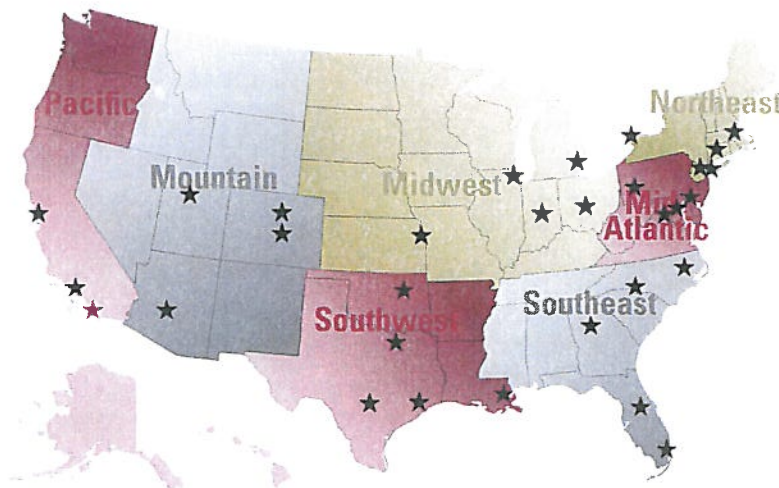 Pacific
Northeast
Mountain
Midwest
Mid-
Atlantic
Southwest
Southeast